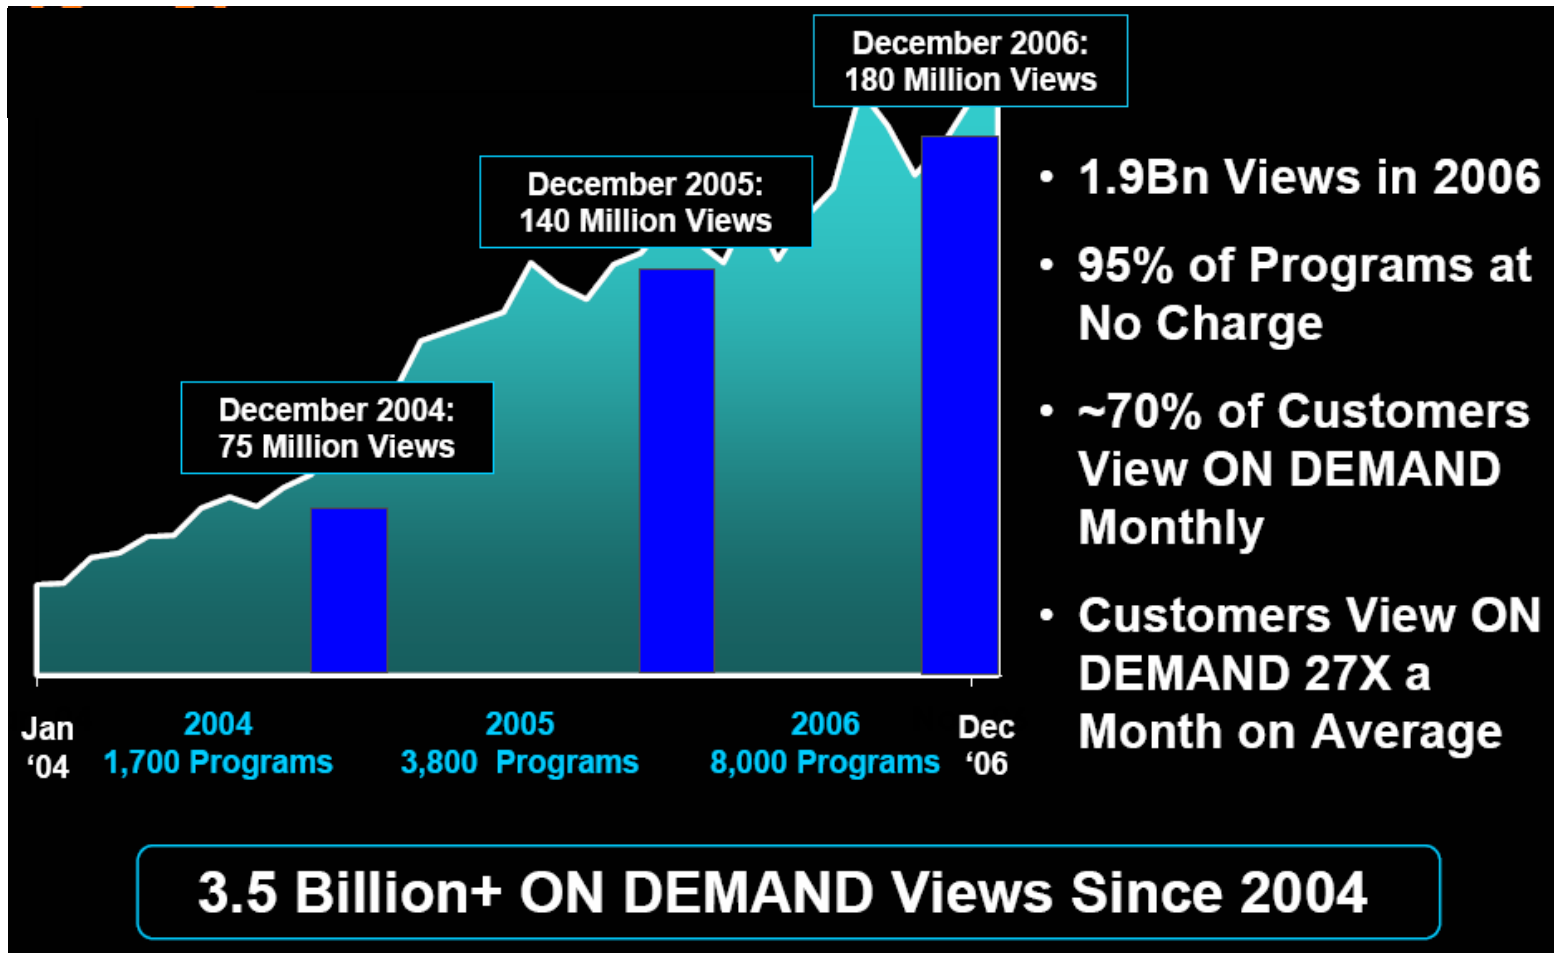 December 2006:
180 Million Views
December 2005:
140 Million Views
December 2004:
75 Million Views
Jan
‘04
2004
1,700 Programs
2005
3,800 Programs
2006
8,000 Programs
Dec
‘06
• 1.9Bn Views in 2006
• 95% of Programs at
No Charge
• ~70% of Customers
View ON DEMAND
Monthly
• Customers View ON
DEMAND 27X a
Month on Average
3.5 Billion+ ON DEMAND Views Since 2004